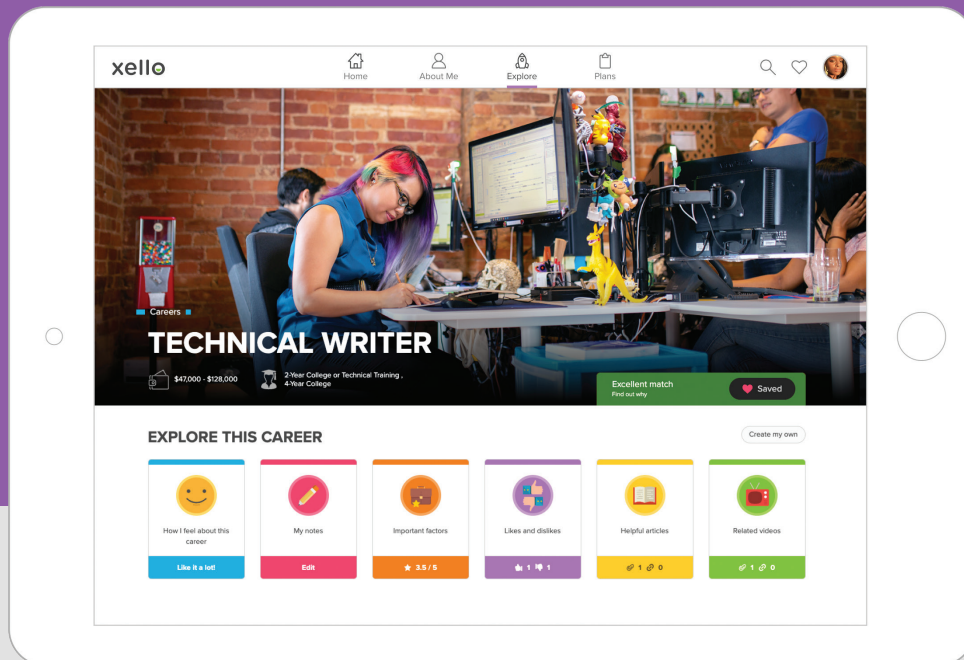 xello
Home
About Me
Explore
Plans
Careers
TECHNICAL WRITER
$47,000 - $128,000
2-Year College or Technical Training ,
4-Year College
Excellent match
Find out why
Saved
EXPLORE THIS CAREER
Create my own
How I feel about this
career
Like it a lot!
My notes
Edit
Important factors
3.5 / 5
Likes and dislikes
1 1
Helpful articles
1 0
Related videos
1 0